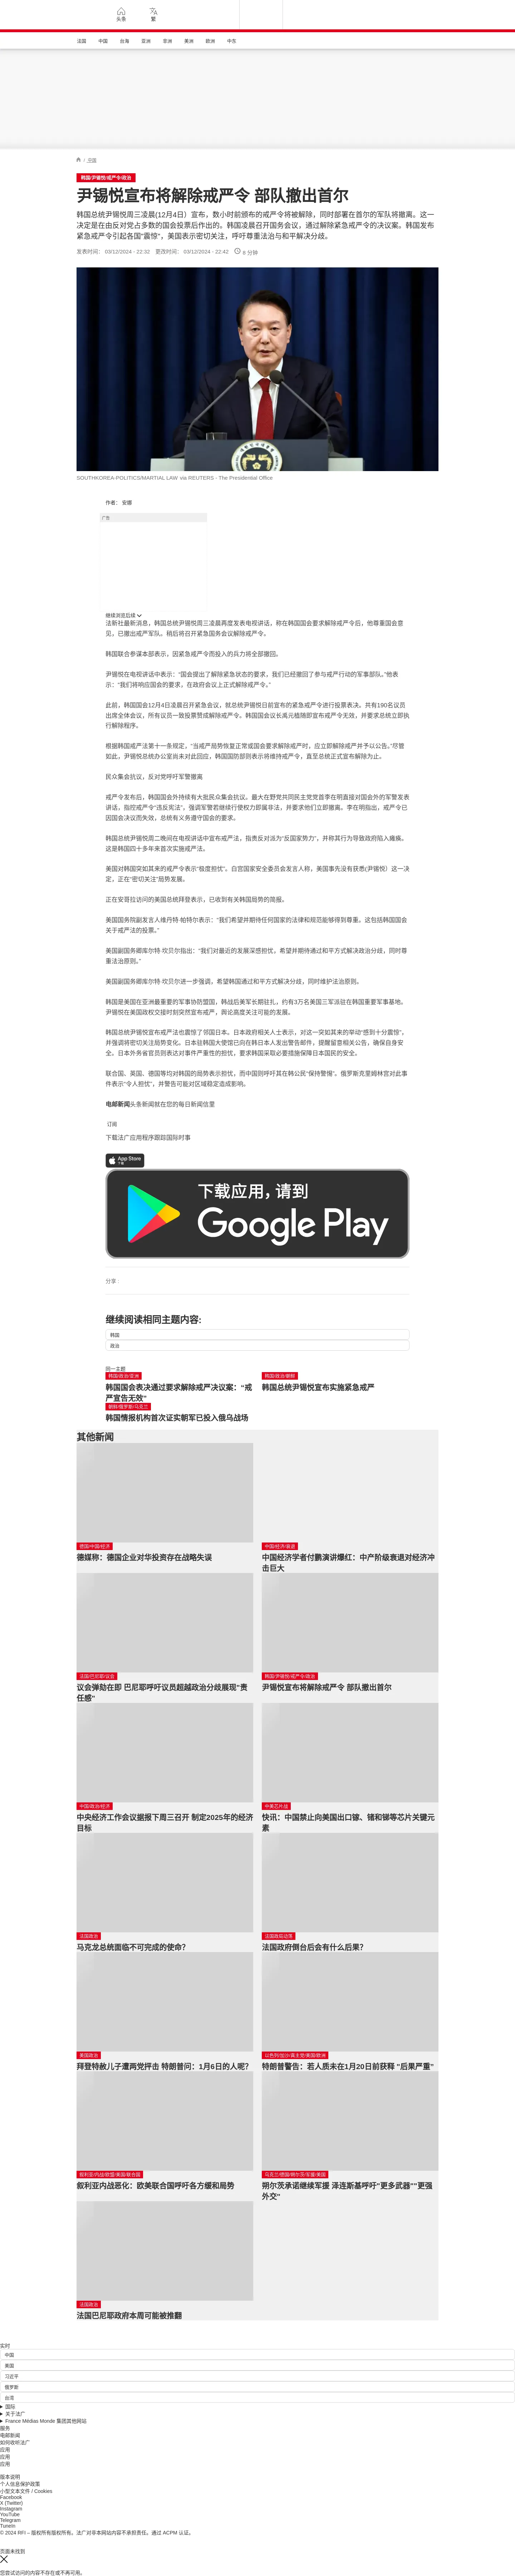 头条
繁
法国
中国
台海
亚洲
非洲
美洲
欧洲
中东
/ 中国
韩国/尹锡悦/戒严令/政治
尹锡悦宣布将解除戒严令 部队撤出首尔
韩国总统尹锡悦周三凌晨(12月4日）宣布，数小时前颁布的戒严令将被解除，同时部署在首尔的军队将撤离。这一
决定是在由反对党占多数的国会投票后作出的。韩国凌晨召开国务会议，通过解除紧急戒严令的决议案。韩国发布
紧急戒严令引起各国"震惊"，美国表示密切关注，呼吁尊重法治与和平解决分歧。
发表时间： 03/12/2024 - 22:32 更改时间： 03/12/2024 - 22:42 8 分钟
SOUTHKOREA-POLITICS/MARTIAL LAW via REUTERS - The Presidential Office
作者： 安娜
广告
继续浏览后续
法新社最新消息，韩国总统尹锡悦周三凌晨再度发表电视讲话，称在韩国国会要求解除戒严令后，他尊重国会意
见，已撤出戒严军队。稍后将召开紧急国务会议解除戒严令。
韩国联合参谋本部表示，因紧急戒严令而投入的兵力将全部撤回。
尹锡悦在电视讲话中表示：“国会提出了解除紧急状态的要求，我们已经撤回了参与戒严行动的军事部队。”他表
示：“我们将响应国会的要求，在政府会议上正式解除戒严令。”
此前，韩国国会12月4日凌晨召开紧急会议，就总统尹锡悦日前宣布的紧急戒严令进行投票表决。共有190名议员
出席全体会议，所有议员一致投票赞成解除戒严令。韩国国会议长禹元植随即宣布戒严令无效，并要求总统立即执
行解除程序。
根据韩国戒严法第十一条规定，“当戒严局势恢复正常或国会要求解除戒严时，应立即解除戒严并予以公告。”尽管
如此，尹锡悦总统办公室尚未对此回应，韩国国防部则表示将维持戒严令，直至总统正式宣布解除为止。
民众集会抗议，反对党呼吁军警撤离
戒严令发布后，韩国国会外持续有大批民众集会抗议。最大在野党共同民主党党首李在明直接对国会外的军警发表
讲话，指控戒严令“违反宪法”，强调军警若继续行使权力即属非法，并要求他们立即撤离。李在明指出，戒严令已
因国会决议而失效，总统有义务遵守国会的要求。
韩国总统尹锡悦周二晚间在电视讲话中宣布戒严法，指责反对派为“反国家势力”，并称其行为导致政府陷入瘫痪。
这是韩国四十多年来首次实施戒严法。
美国对韩国突如其来的戒严令表示“极度担忧”。白宫国家安全委员会发言人称，美国事先没有获悉(尹锡悦）这一决
定，正在“密切关注”局势发展。
正在安哥拉访问的美国总统拜登表示，已收到有关韩国局势的简报。
美国国务院副发言人维丹特·帕特尔表示：“我们希望并期待任何国家的法律和规范能够得到尊重。这包括韩国国会
关于戒严法的投票。”
美国副国务卿库尔特·坎贝尔指出：“我们对最近的发展深感担忧，希望并期待通过和平方式解决政治分歧，同时尊
重法治原则。”
美国副国务卿库尔特·坎贝尔进一步强调，希望韩国通过和平方式解决分歧，同时维护法治原则。
韩国是美国在亚洲最重要的军事协防盟国，韩战后美军长期驻扎，约有3万名美国三军派驻在韩国重要军事基地。
尹锡悦在美国政权交接时刻突然宣布戒严，舆论高度关注可能的发展。
韩国总统尹锡悦宣布戒严法也震惊了邻国日本。日本政府相关人士表示，对这一突如其来的举动“感到十分震惊”，
并强调将密切关注局势变化。日本驻韩国大使馆已向在韩日本人发出警告邮件，提醒留意相关公告，确保自身安
全。日本外务省官员则表达对事件严重性的担忧，要求韩国采取必要措施保障日本国民的安全。
联合国、英国、德国等均对韩国的局势表示担忧，而中国则呼吁其在韩公民“保持警惕”。俄罗斯克里姆林宫对此事
件表示“令人担忧”，并警告可能对区域稳定造成影响。
电邮新闻头条新闻就在您的每日新闻信里
订阅
下载法广应用程序跟踪国际时事
App Store
下载
下载应用，请到
Google Play
分享 :
继续阅读相同主题内容:
韩国
政治
同一主题
韩国/政治/亚洲
韩国国会表决通过要求解除戒严决议案：“戒
严宣告无效”
韩国/政治/朝鲜
韩国总统尹锡悦宣布实施紧急戒严
朝鲜/俄罗斯/乌克兰
韩国情报机构首次证实朝军已投入俄乌战场
其他新闻
德国/中国/经济
德媒称：德国企业对华投资存在战略失误
中国/经济/衰退
中国经济学者付鹏演讲爆红：中产阶级衰退对经济冲
击巨大
法国/巴尼耶/议会
议会弹劾在即 巴尼耶呼吁议员超越政治分歧展现"责
任感"
韩国/尹锡悦/戒严令/政治
尹锡悦宣布将解除戒严令 部队撤出首尔
中国/政治/经济
中央经济工作会议据报下周三召开 制定2025年的经济
目标
中美芯片战
快讯：中国禁止向美国出口镓、锗和锑等芯片关键元
素
法国政治
马克龙总统面临不可完成的使命？
法国政坛动荡
法国政府倒台后会有什么后果？
美国政治
拜登特赦儿子遭两党抨击 特朗普问：1月6日的人呢？
以色列/加沙/真主党/美国/欧洲
特朗普警告：若人质未在1月20日前获释 "后果严重"
叙利亚/内战/欧盟/美国/联合国
叙利亚内战恶化：欧美联合国呼吁各方缓和局势
乌克兰/德国/朔尔茨/军援/美国
朔尔茨承诺继续军援 泽连斯基呼吁"更多武器""更强
外交"
法国政治
法国巴尼耶政府本周可能被推翻
实时
中国
美国
习近平
俄罗斯
台湾
国际
关于法广
France Médias Monde 集团其他网站
服务
电邮新闻
如何收听法广
应用
应用
应用
版本说明
个人信息保护政策
小型文本文件 / Cookies
Facebook
X (Twitter)
Instagram
YouTube
Telegram
TuneIn
© 2024 RFI – 版权所有版权所有。法广对非本网站内容不承担责任。通过 ACPM 认证。
页面未找到
您尝试访问的内容不存在或不再可用。